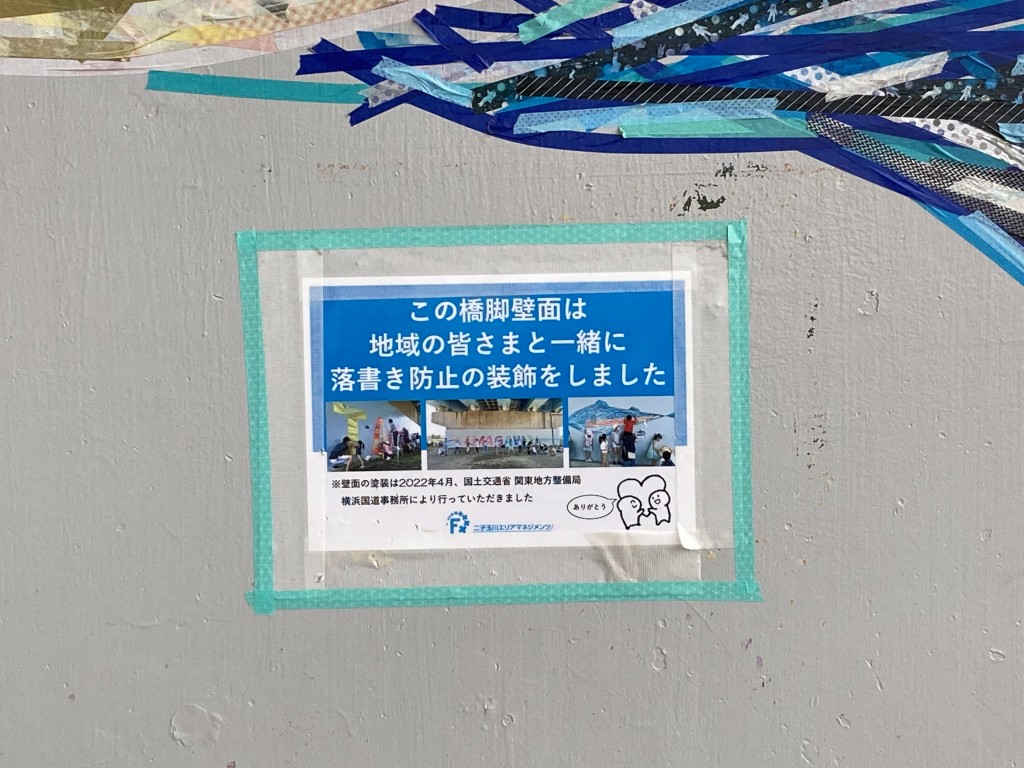 この橋脚壁面は
地域の皆さまと一緒に
落書き防止の装飾をしました
※壁面の塗装は2022年4月、国土交通省 関東地方整備局
横浜国道事務所により行っていただきました
ありがとう
二子玉川エリアマネジメンツ